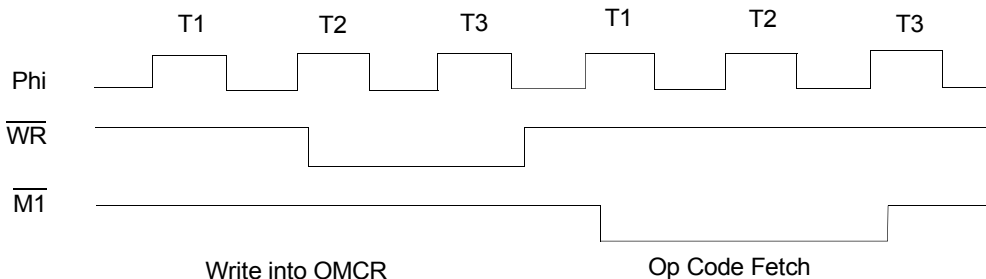 T1 T2 T3 T1 T2 T3
Phi
WR
M1
Write into OMCR Op Code Fetch